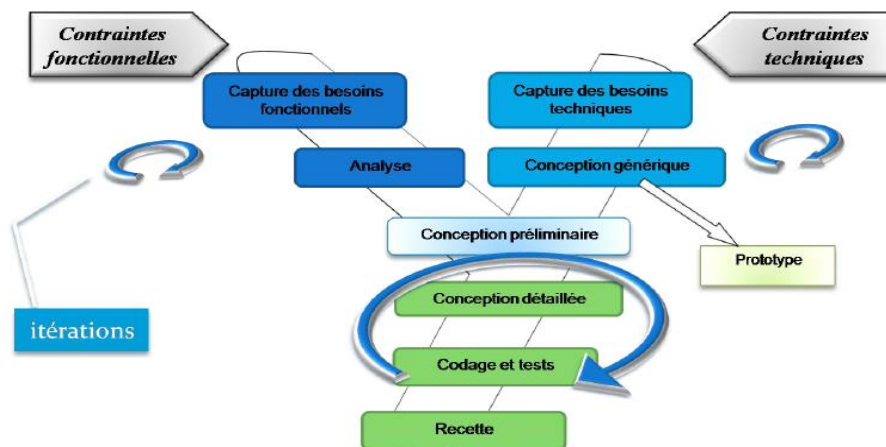 Contraintes
fonctionnelles
Contraintes
techniques
Capture des besoins
fonctionnels
Capture des besoins
techniques
Analyse
Conception générique
Conception préliminaire
Prototype
Conception détaillée
itérations
Codage et tests
Recette